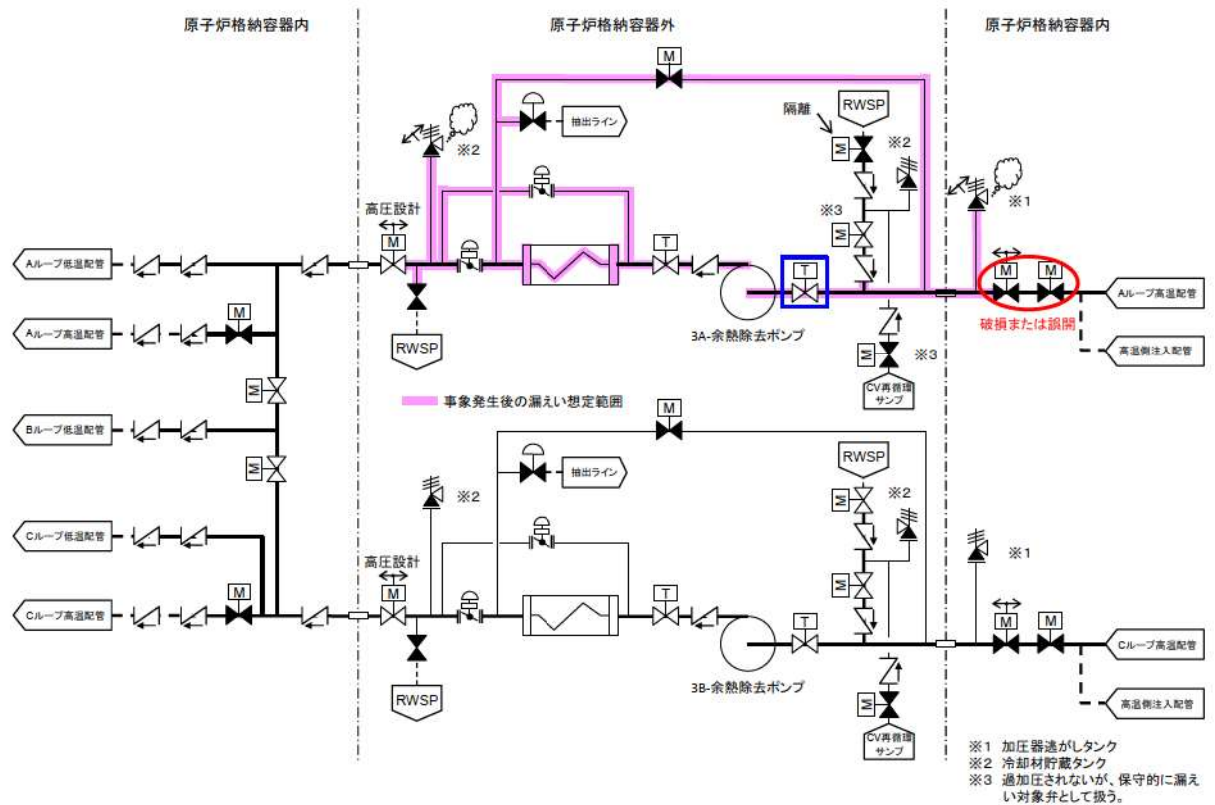 原子炉格納容器内
原子炉格納容器外
原子炉格納容器内
M
抽出ライン
隔離
RWSP
M
※2
※2
※1
高圧設計
M
※3
M
T
T
M
M
Aループ低温配管
Aループ高温配管
破損または誤開
3A-余熱除去ポンプ
Aループ高温配管
M
高温側注入配管
RWSP
M
※3
CV再循環
サンプ
M
事象発生後の漏えい想定範囲
Bループ低温配管
M
M
抽出ライン
RWSP
M
※2
※2
※1
Cループ低温配管
高圧設計
M
M
T
T
M
M
Cループ高温配管
M
Cループ高温配管
3B-余熱除去ポンプ
高温側注入配管
RWSP
M
CV再循環
サンプ
※1 加圧器逃がしタンク
※2 冷却材貯蔵タンク
※3 過加圧されないが、保守的に漏え
い対象弁として扱う。